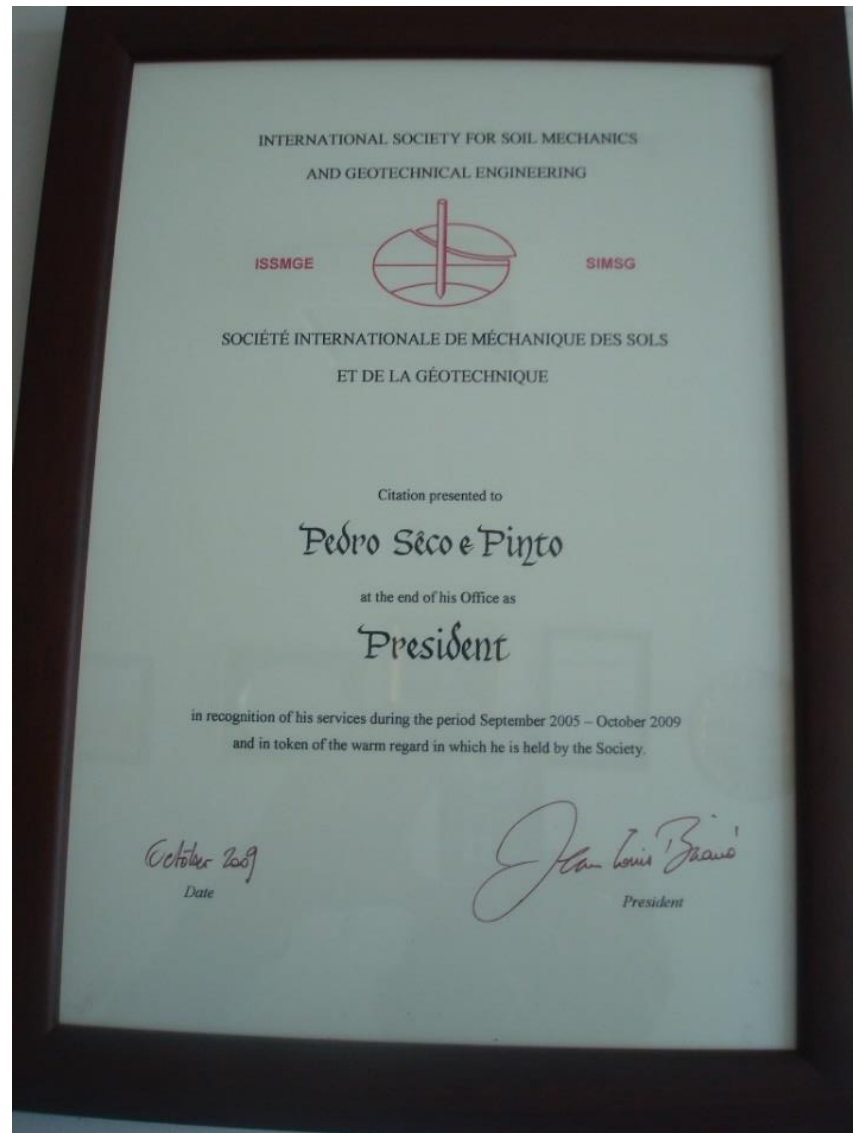 INTERNATIONAL SOCIETY FOR SOIL MECHANICS
AND GEOTECHNICAL ENGINEERING
ISSMGE
SIMSG
SOCIÉTÉ INTERNATIONALE DE MÉCHANIQUE DES SOLS
ET DE LA GÉOTECHNIQUE
Citation presented to
Pedro Sêco e Pinto
at the end of his Office as
President
in recognition of his services during the period September 2005 – October 2009
and in token of the warm regard in which he is held by the Society.
October 2009
Jean Louis Briaud
Date
President